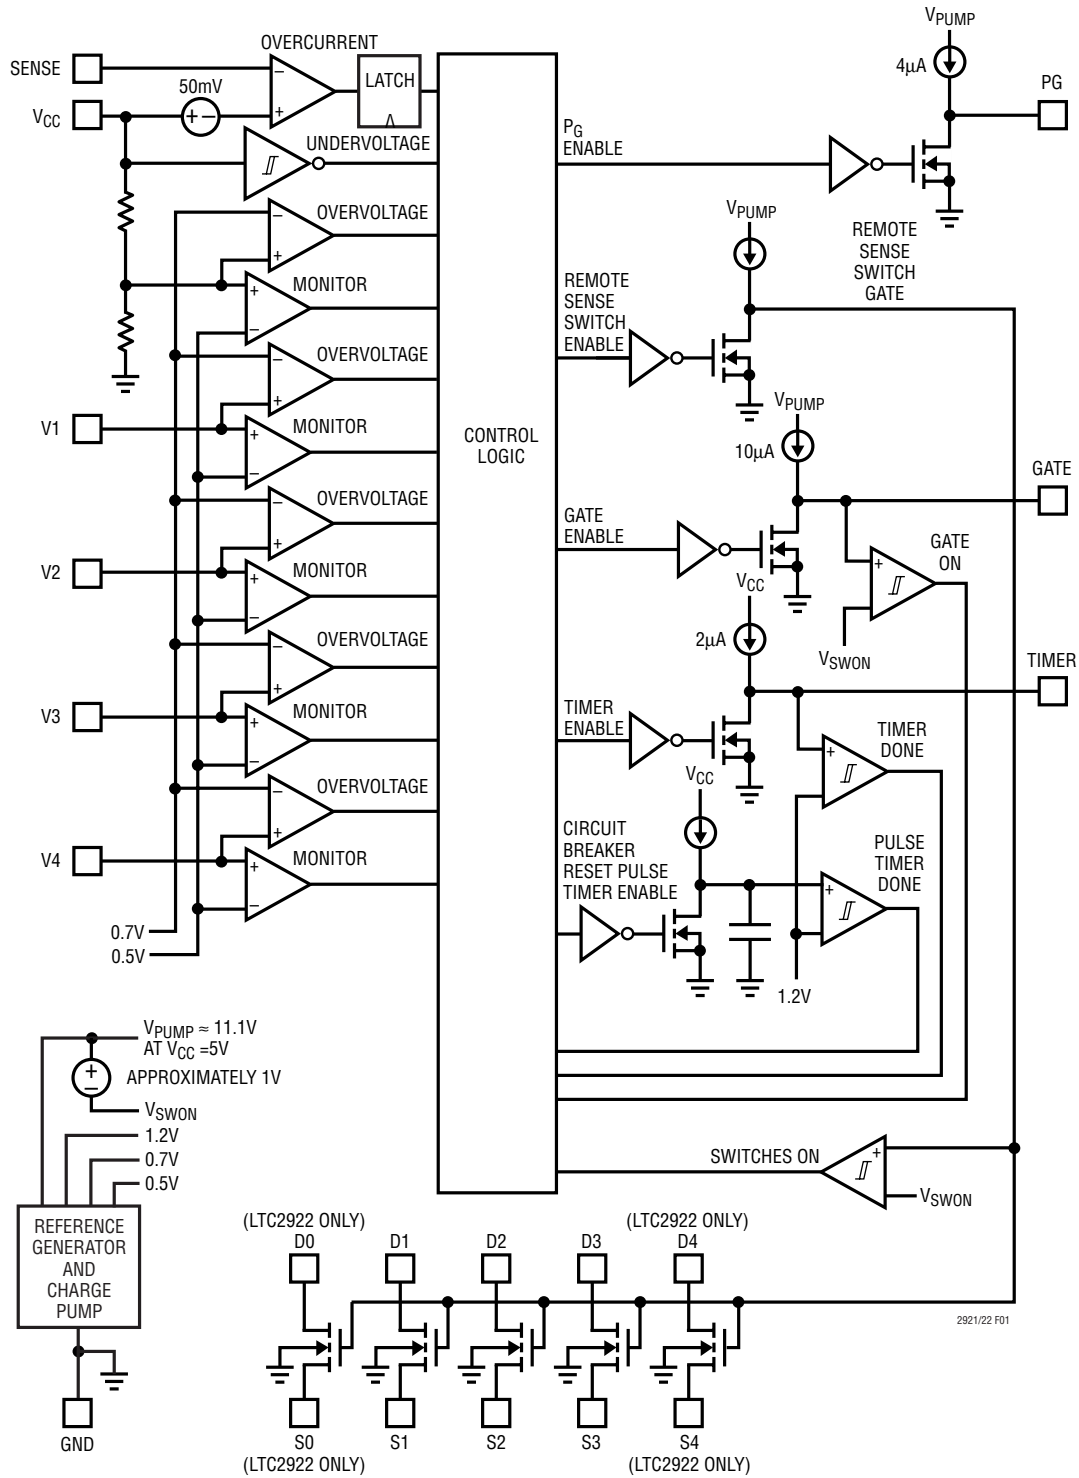 OVERCURRENT
SENSE
50mV
LATCH
VCC
UNDERVOLTAGE
OVERVOLTAGE
MONITOR
OVERVOLTAGE
V1
MONITOR
OVERVOLTAGE
V2
MONITOR
OVERVOLTAGE
V3
MONITOR
OVERVOLTAGE
V4
MONITOR
0.7V
0.5V
CONTROL
LOGIC
VPUMP
4µA
PG
PG
ENABLE
VPUMP
REMOTE
SENSE
SWITCH
GATE
REMOTE
SENSE
SWITCH
ENABLE
VPUMP
10µA
GATE
GATE
ENABLE
GATE
ON
VSWON
VCC
2µA
TIMER
TIMER
ENABLE
TIMER
DONE
VCC
CIRCUIT
BREAKER
RESET PULSE
TIMER ENABLE
PULSE
TIMER
DONE
1.2V
VPUMP ≈ 11.1V
AT VCC =5V
APPROXIMATELY 1V
VSWON
1.2V
0.7V
0.5V
REFERENCE
GENERATOR
AND
CHARGE
PUMP
GND
SWITCHES ON
VSWON
(LTC2922 ONLY)
(LTC2922 ONLY)
D0 D1 D2 D3 D4
S0 S1 S2 S3 S4
(LTC2922 ONLY)
(LTC2922 ONLY)
2921/22 F01